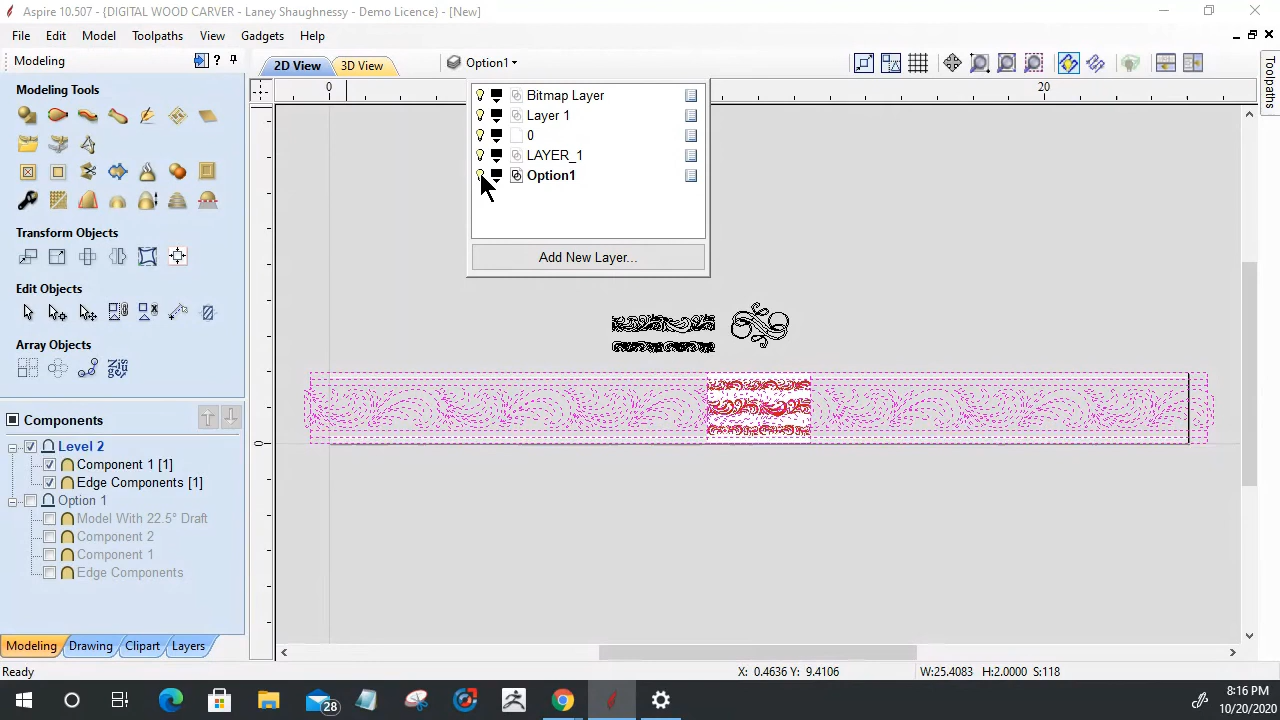 Aspire 10.507 - {DIGITAL WOOD CARVER - Laney Shaughnessy - Demo Licence} - [New]
File Edit Model Toolpaths View Gadgets Help
Modeling
2D View 3D View Option1
Toolpaths
0 20
Modeling Tools
Bitmap Layer
Layer 1
0
LAYER_1
Option1
Add New Layer...
Transform Objects
Edit Objects
Array Objects
Components
0
Level 2
Component 1 [1]
Edge Components [1]
Option 1
Model With 22.5° Draft
Component 2
Component 1
Edge Components
Modeling Drawing Clipart Layers
Ready X: 0.4636 Y: 9.4106 W:25.4083 H:2.0000 S:118
28
8:16 PM
10/20/2020